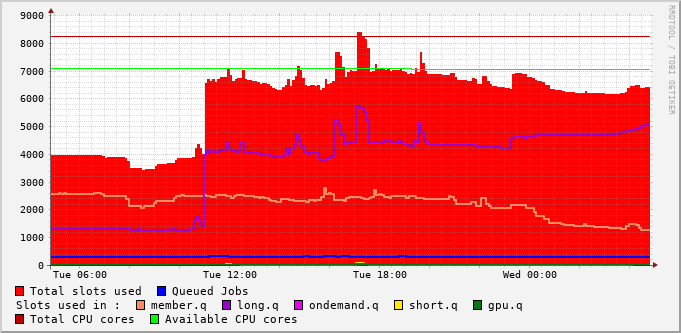 9000
8000
7000
6000
5000
4000
3000
2000
1000
0
Tue 06:00 Tue 12:00 Tue 18:00 Wed 00:00
RRDTOOL / TOBI OETIKER
Total slots used Queued Jobs
Slots used in : member.q long.q ondemand.q short.q gpu.q
Total CPU cores Available CPU cores